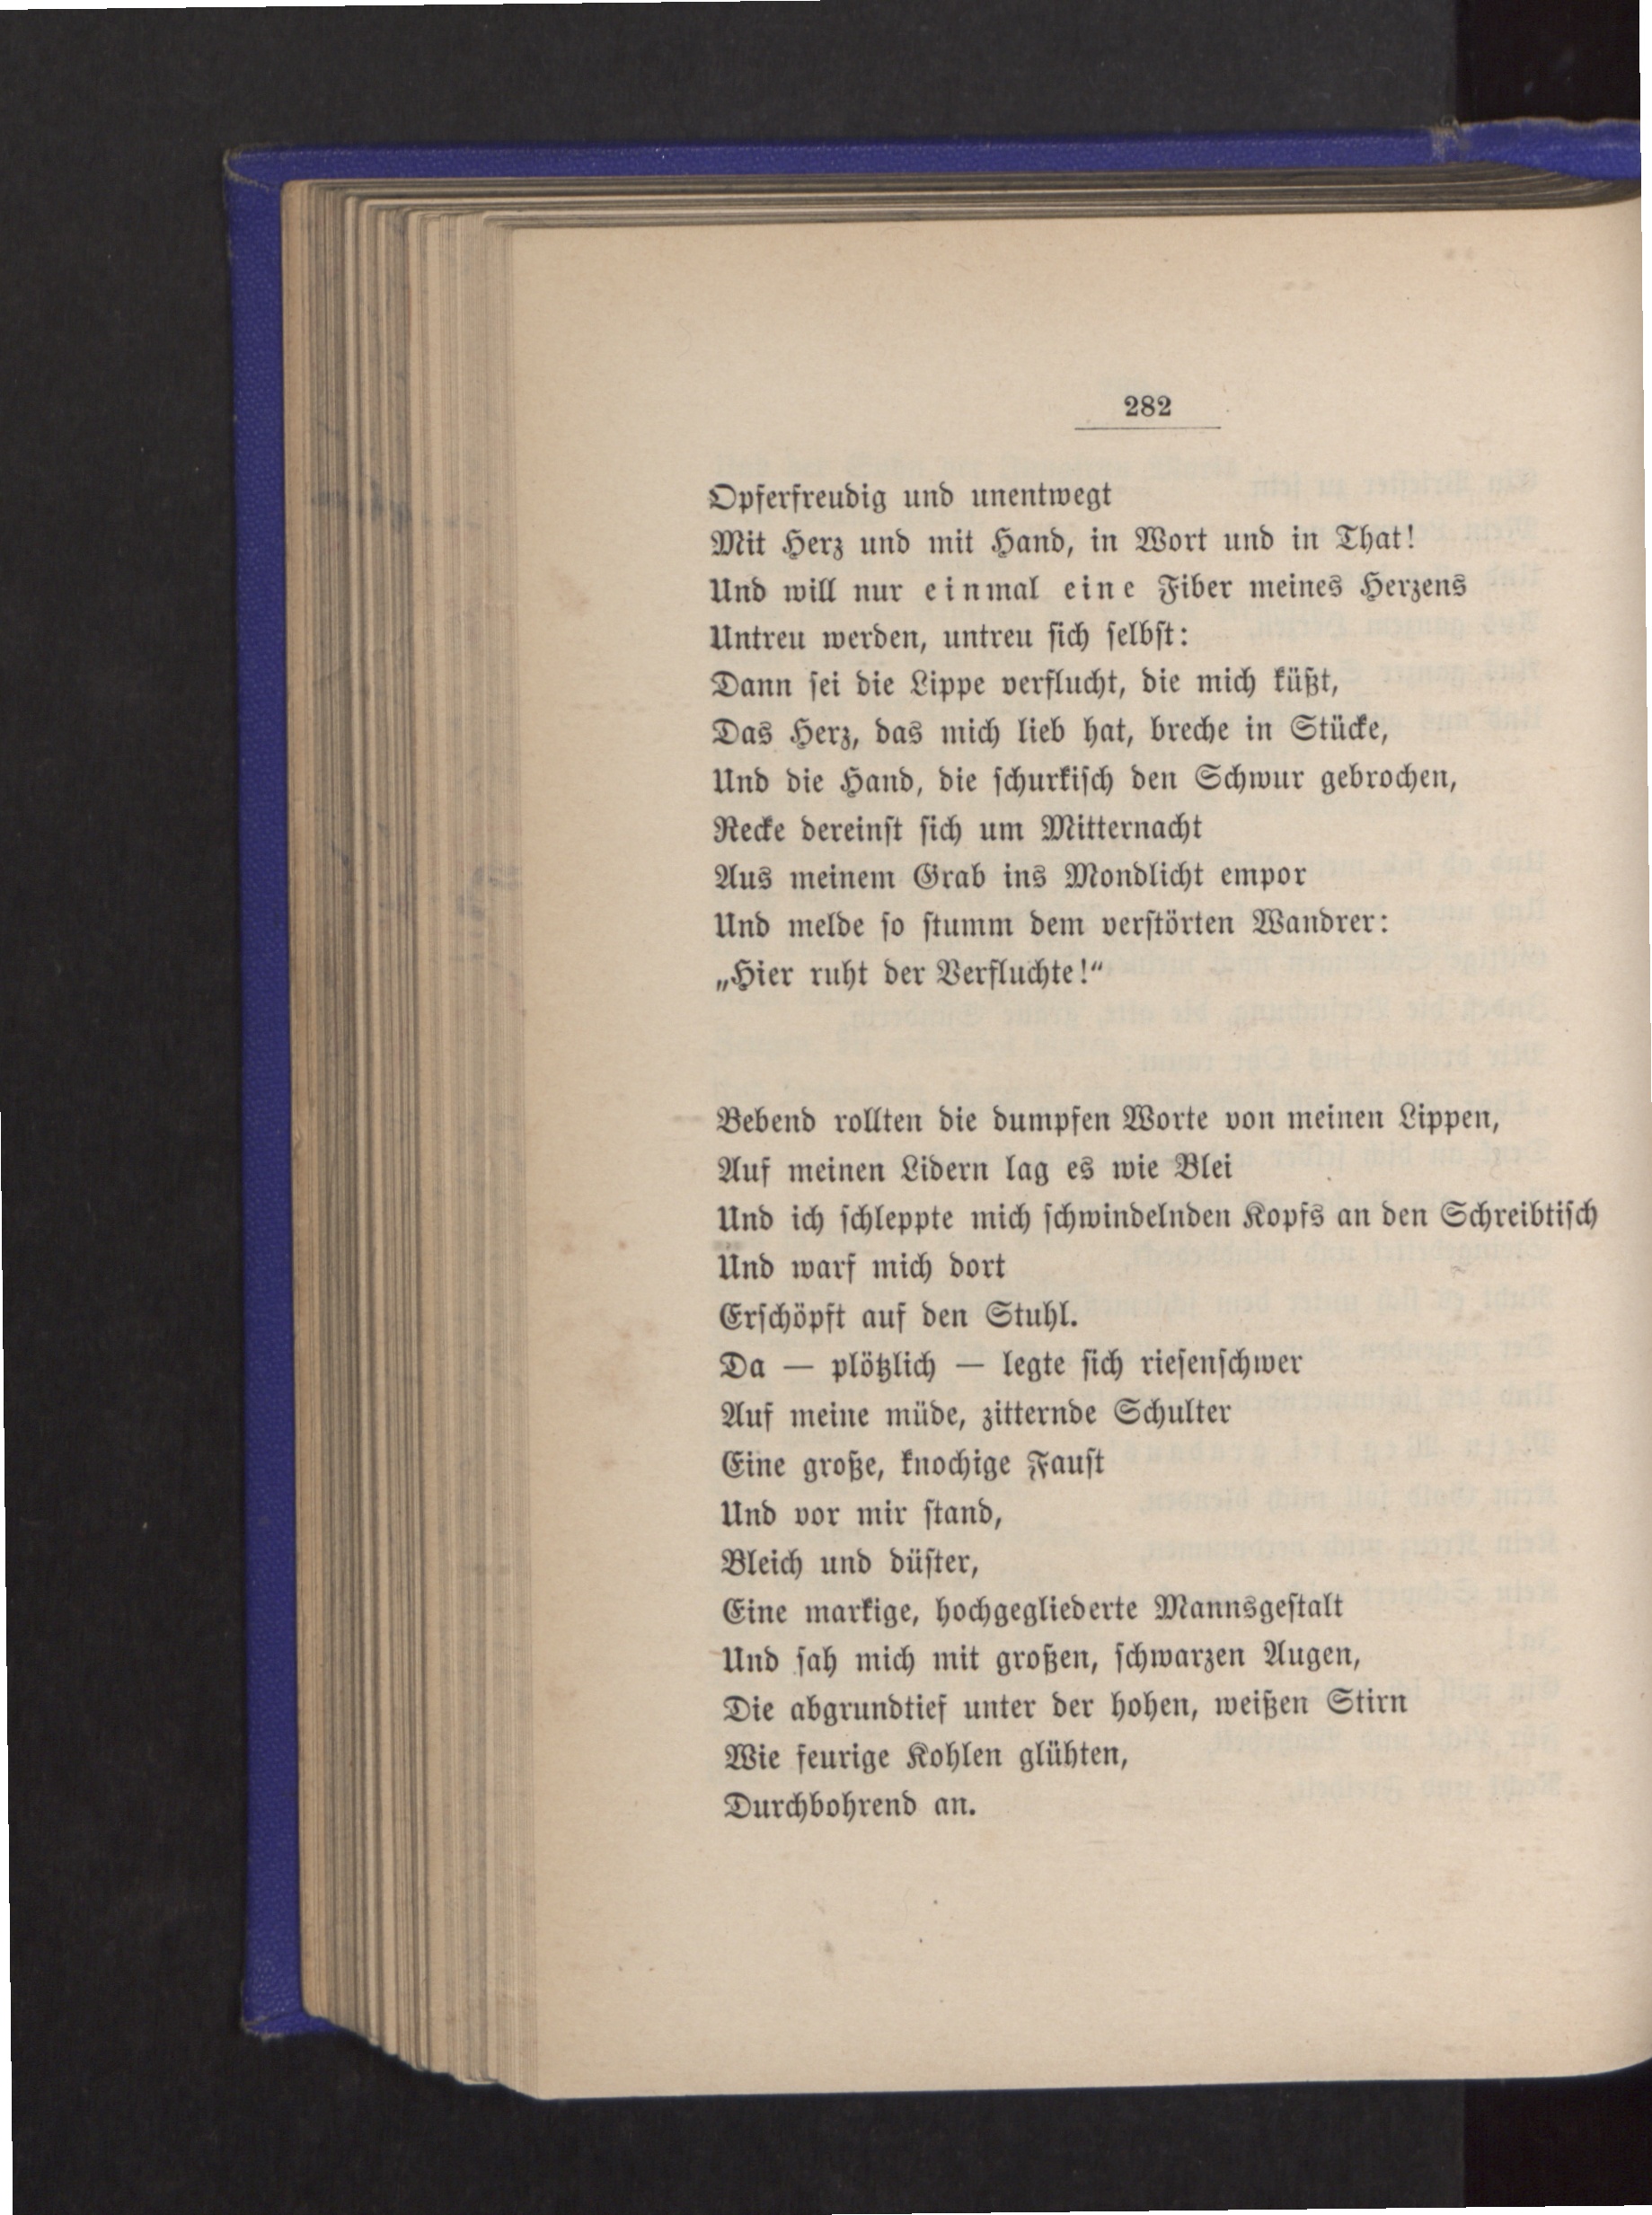 282
Opferfreudig und unentwegt
Mit Herz und mit Hand, in Wort und in That!
Und will nur einmal eine Fiber meines Herzens
Untreu werden, untreu sich selbst:
Dann sei die Lippe verflucht, die mich küßt,
Das Herz, das mich lieb hat, breche in Stücke,
Und die Hand, die schurkisch den Schwur gebrochen,
Recke dereinst sich um Mitternacht
Aus meinem Grab ins Mondlicht empor
Und melde so stumm dem verstörten Wandrer:
„Hier ruht der Verfluchte!“
Bebend rollten die dumpfen Worte von meinen Lippen,
Auf meinen Lidern lag es wie Blei
Und ich schleppte mich schwindelnden Kopfs an den Schreibtisch
Und warf mich dort
Erschöpft auf den Stuhl.
Da — plötzlich — legte sich riesenschwer
Auf meine müde, zitternde Schulter
Eine große, knochige Faust
Und vor mir stand,
Bleich und düster,
Eine markige, hochgegliederte Mannsgestalt
Und sah mich mit großen, schwarzen Augen,
Die abgrundtief unter der hohen, weißen Stirn
Wie feurige Kohlen glühten,
Durchbohrend an.